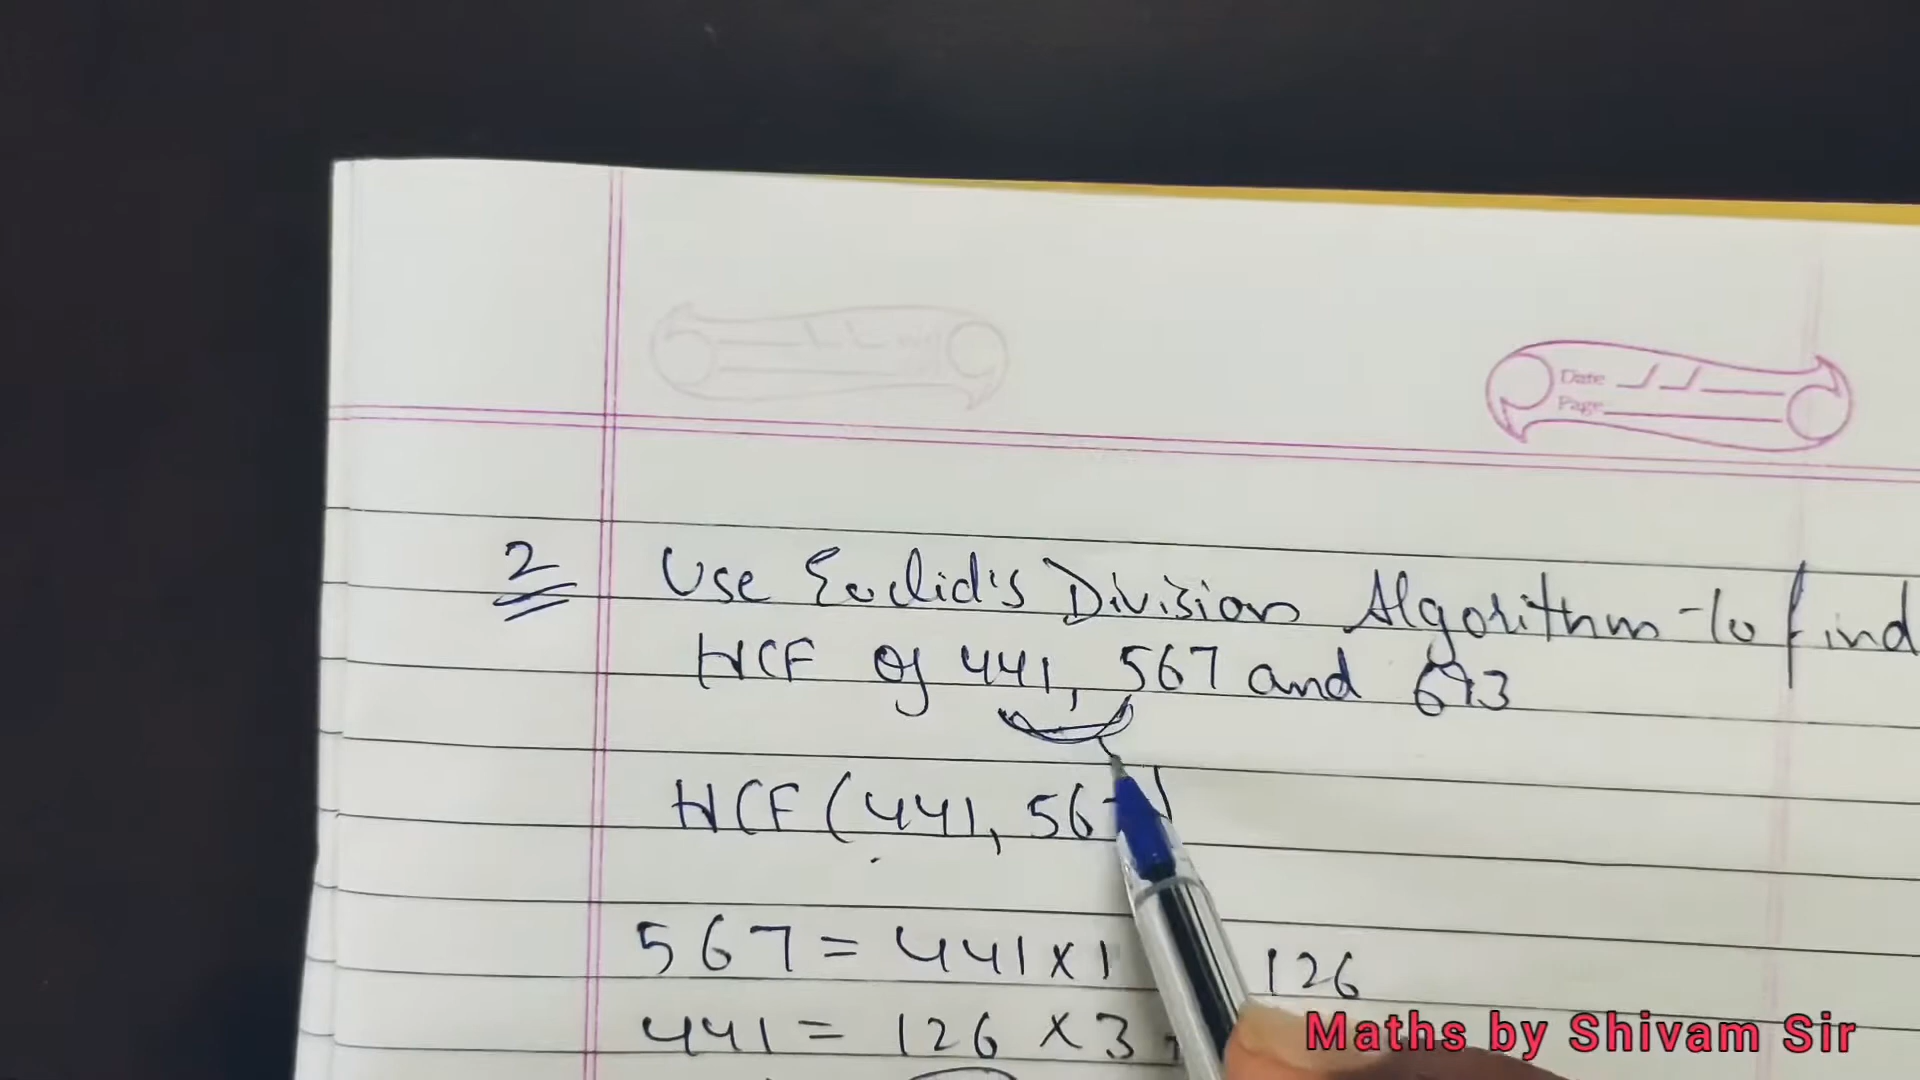 Date
Page
2 Use Euclid's Division Algorithm to find
HCF of 441, 567 and 693
HCF (441, 567)
567 = 441 x 1 126
441 = 126 x 3
Maths by Shivam Sir